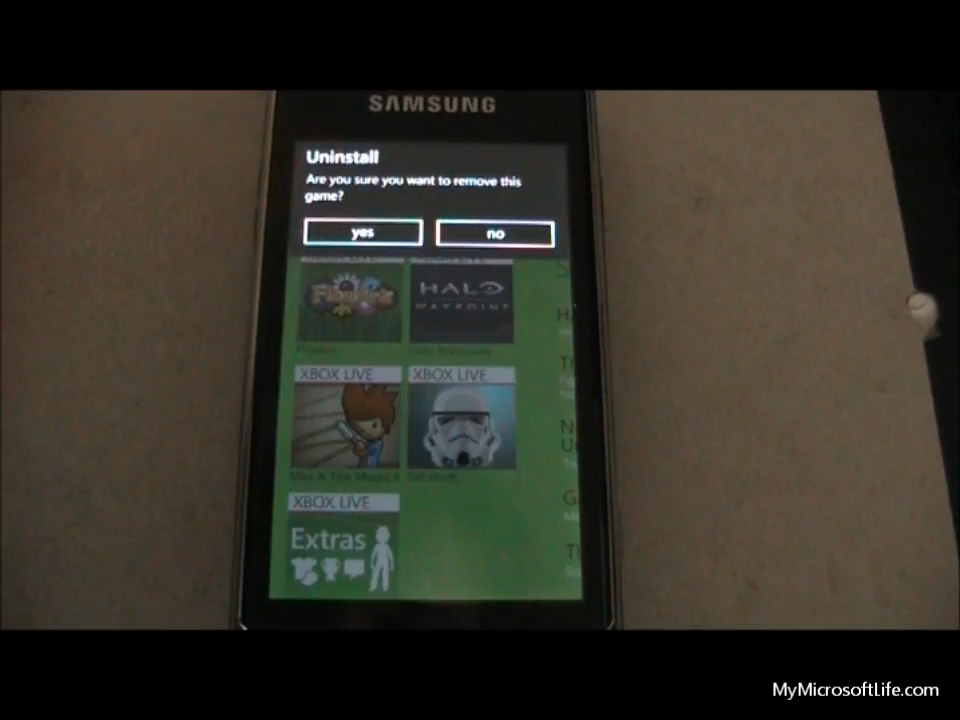 SAMSUNG
Uninstall
Are you sure you want to remove this
game?
yes
no
HALO
WAYPOINT
XBOX LIVE
XBOX LIVE
XBOX LIVE
Extras
MyMicrosoftLife.com